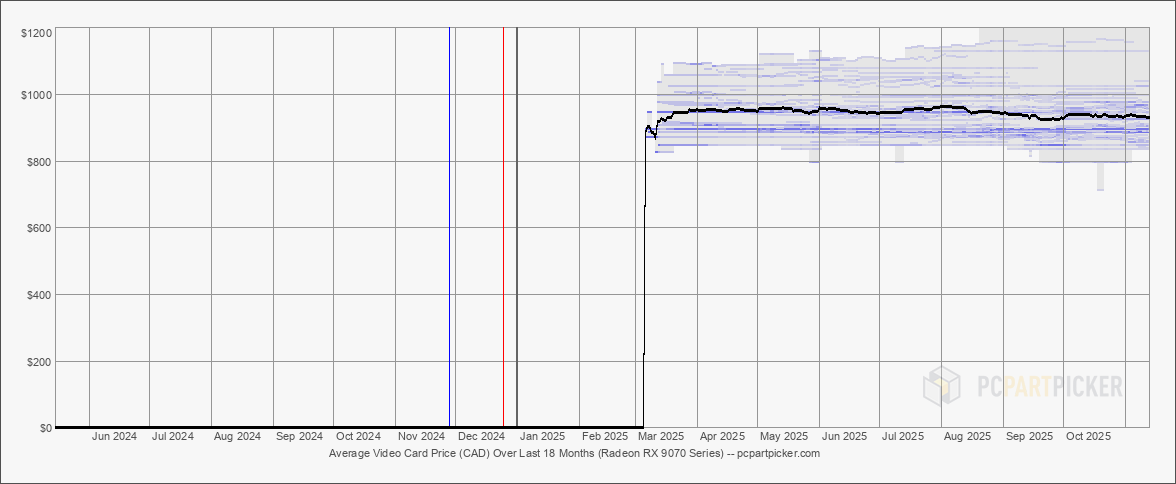 $1200
$1000
$800
$600
$400
$200
$0
Jun 2024 Jul 2024 Aug 2024 Sep 2024 Oct 2024 Nov 2024 Dec 2024 Jan 2025 Feb 2025 Mar 2025 Apr 2025 May 2025 Jun 2025 Jul 2025 Aug 2025 Sep 2025 Oct 2025
PCPARTPICKER
Average Video Card Price (CAD) Over Last 18 Months (Radeon RX 9070 Series) -- pcpartpicker.com